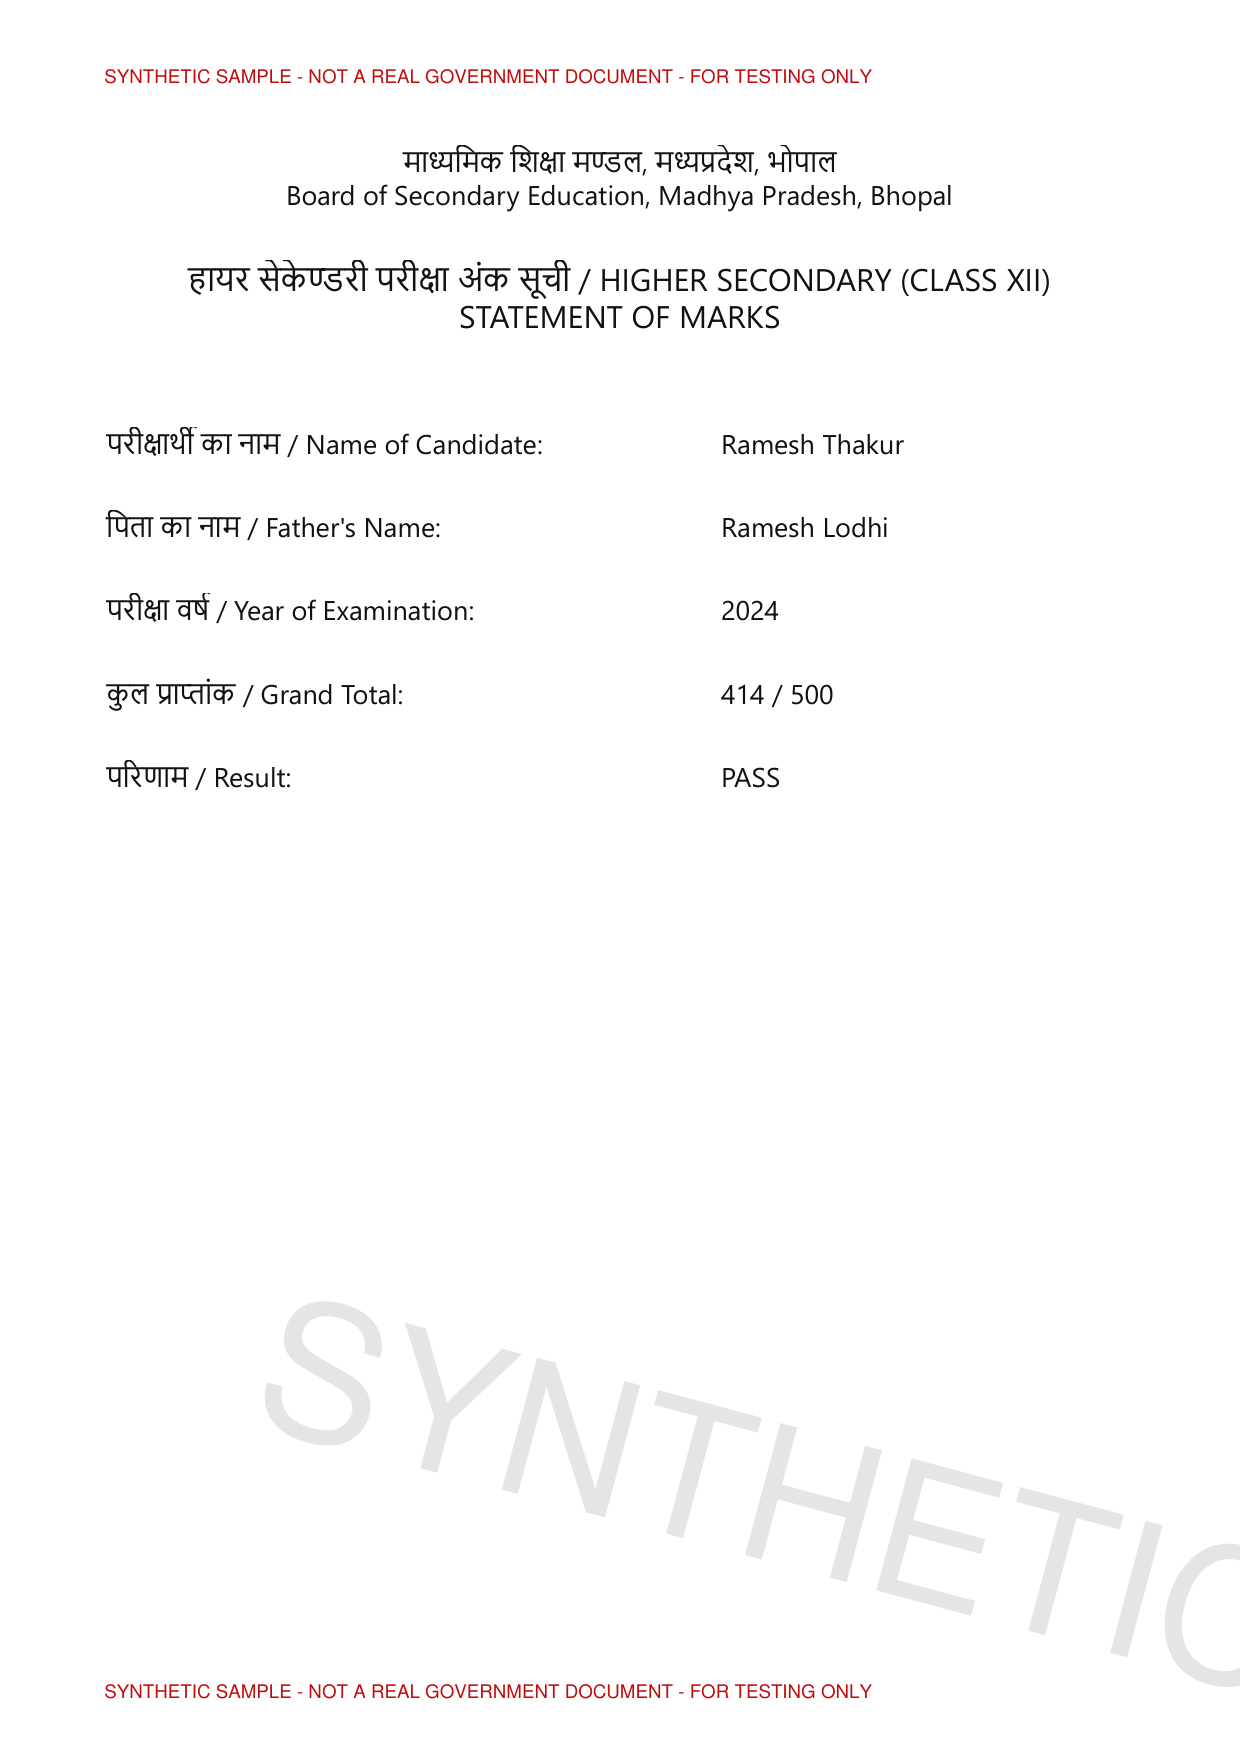 SYNTHETIC SAMPLE - NOT A REAL GOVERNMENT DOCUMENT - FOR TESTING ONLY
माध्यमिक शिक्षा मण्डल, मध्यप्रदेश, भोपाल
Board of Secondary Education, Madhya Pradesh, Bhopal
हायर सेकेण्डरी परीक्षा अंक सूची / HIGHER SECONDARY (CLASS XII)
STATEMENT OF MARKS
परीक्षार्थी का नाम / Name of Candidate: Ramesh Thakur
पिता का नाम / Father's Name: Ramesh Lodhi
परीक्षा वर्ष / Year of Examination: 2024
कुल प्राप्तांक / Grand Total: 414 / 500
परिणाम / Result: PASS
SYNTHETIC
SYNTHETIC SAMPLE - NOT A REAL GOVERNMENT DOCUMENT - FOR TESTING ONLY